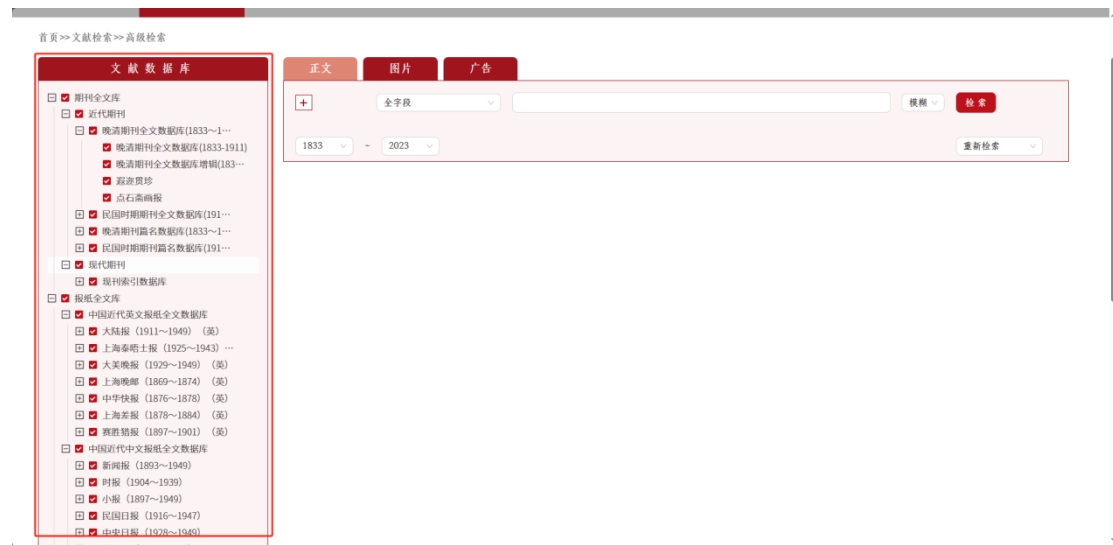 首页>>文献检索>>高级检索
文献数据库
期刊全文库
近代期刊
晚清期刊全文数据库(1833～1…
晚清期刊全文数据库(1833-1911)
晚清期刊全文数据库增辑(183…
遐迩贯珍
点石斋画报
民国时期期刊全文数据库(191…
晚清期刊篇名数据库(1833～1…
民国时期期刊篇名数据库(191…
现代期刊
现刊索引数据库
报纸全文库
中国近代英文报纸全文数据库
大陆报（1911～1949）（英）
上海泰晤士报（1925～1943）…
大美晚报（1929～1949）（英）
上海晚邮（1869～1874）（英）
中华快报（1876～1878）（英）
上海差报（1878～1884）（英）
赛胜猎报（1897～1901）（英）
中国近代中文报纸全文数据库
新闻报（1893～1949）
时报（1904～1939）
小报（1897～1949）
民国日报（1916～1947）
中央日报（1928～1949）
正文 图片 广告
+ 全字段 模糊 检索
1833 ~ 2023 重新检索